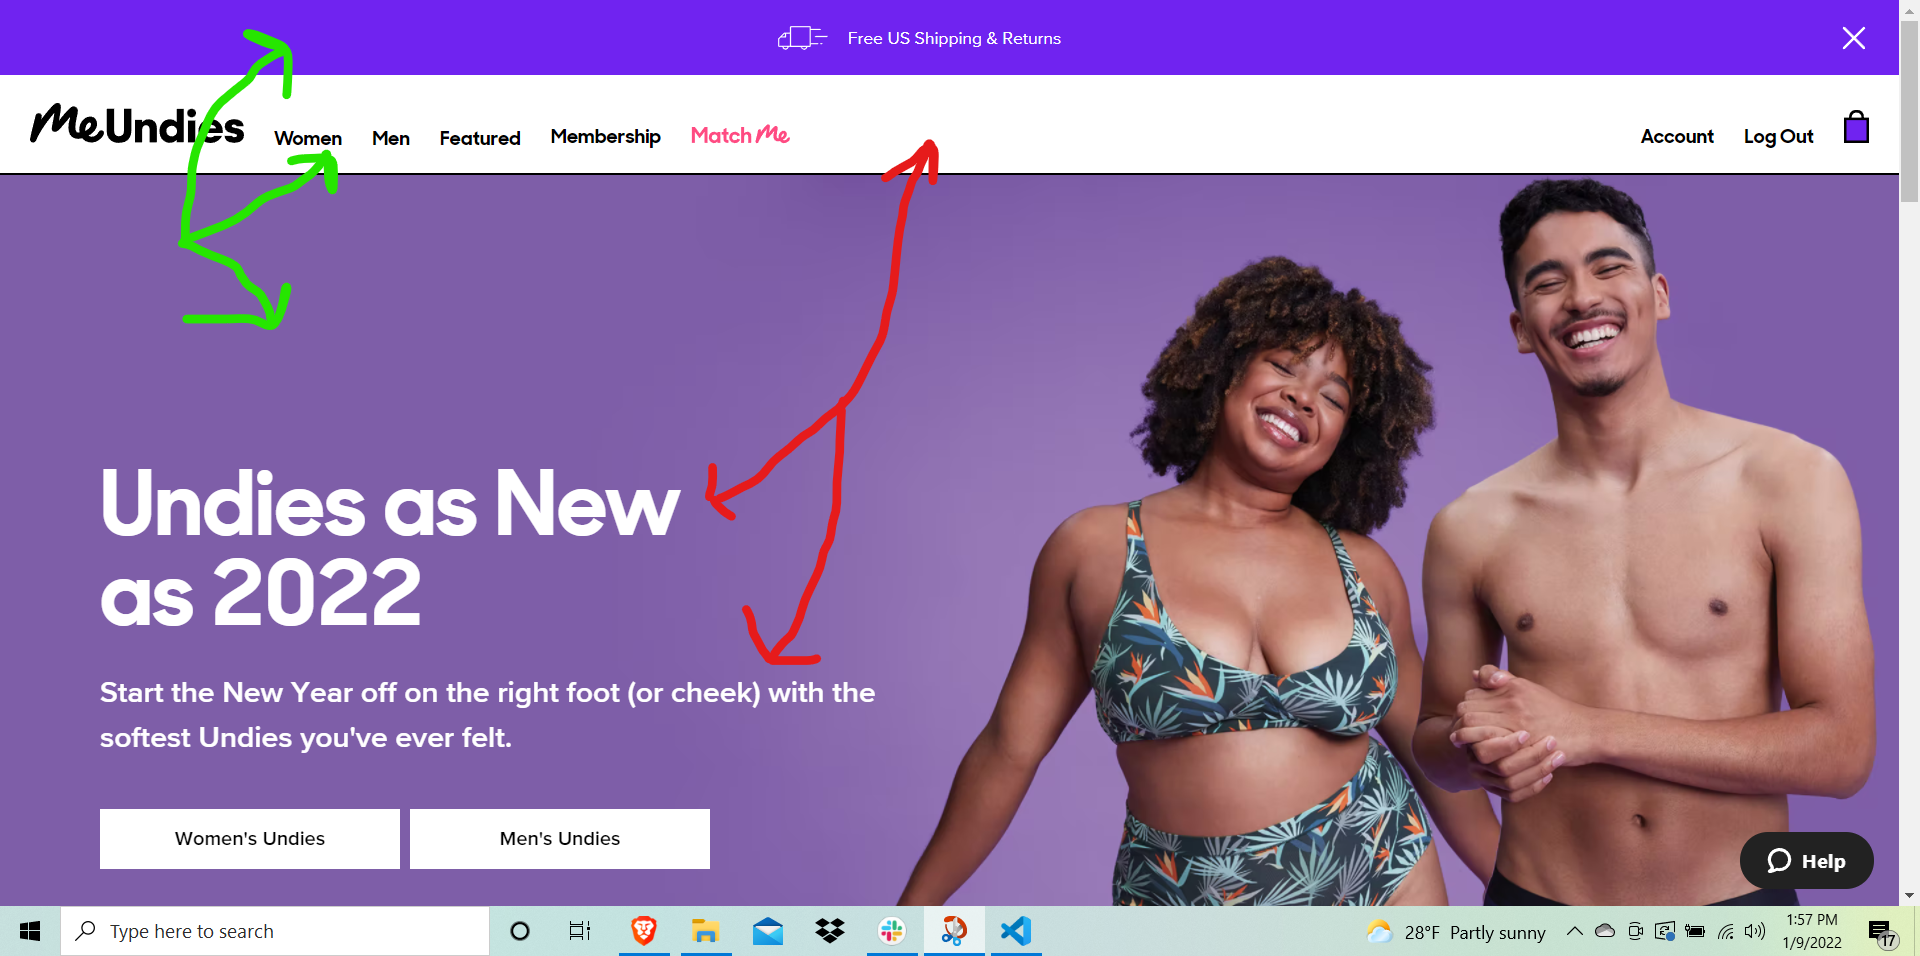 Free US Shipping & Returns
MeUndies
Women Men Featured Membership Match Me Account Log Out
Undies as New
as 2022
Start the New Year off on the right foot (or cheek) with the
softest Undies you've ever felt.
Women's Undies Men's Undies
Help
Type here to search
28°F Partly sunny
1:57 PM
1/9/2022
17